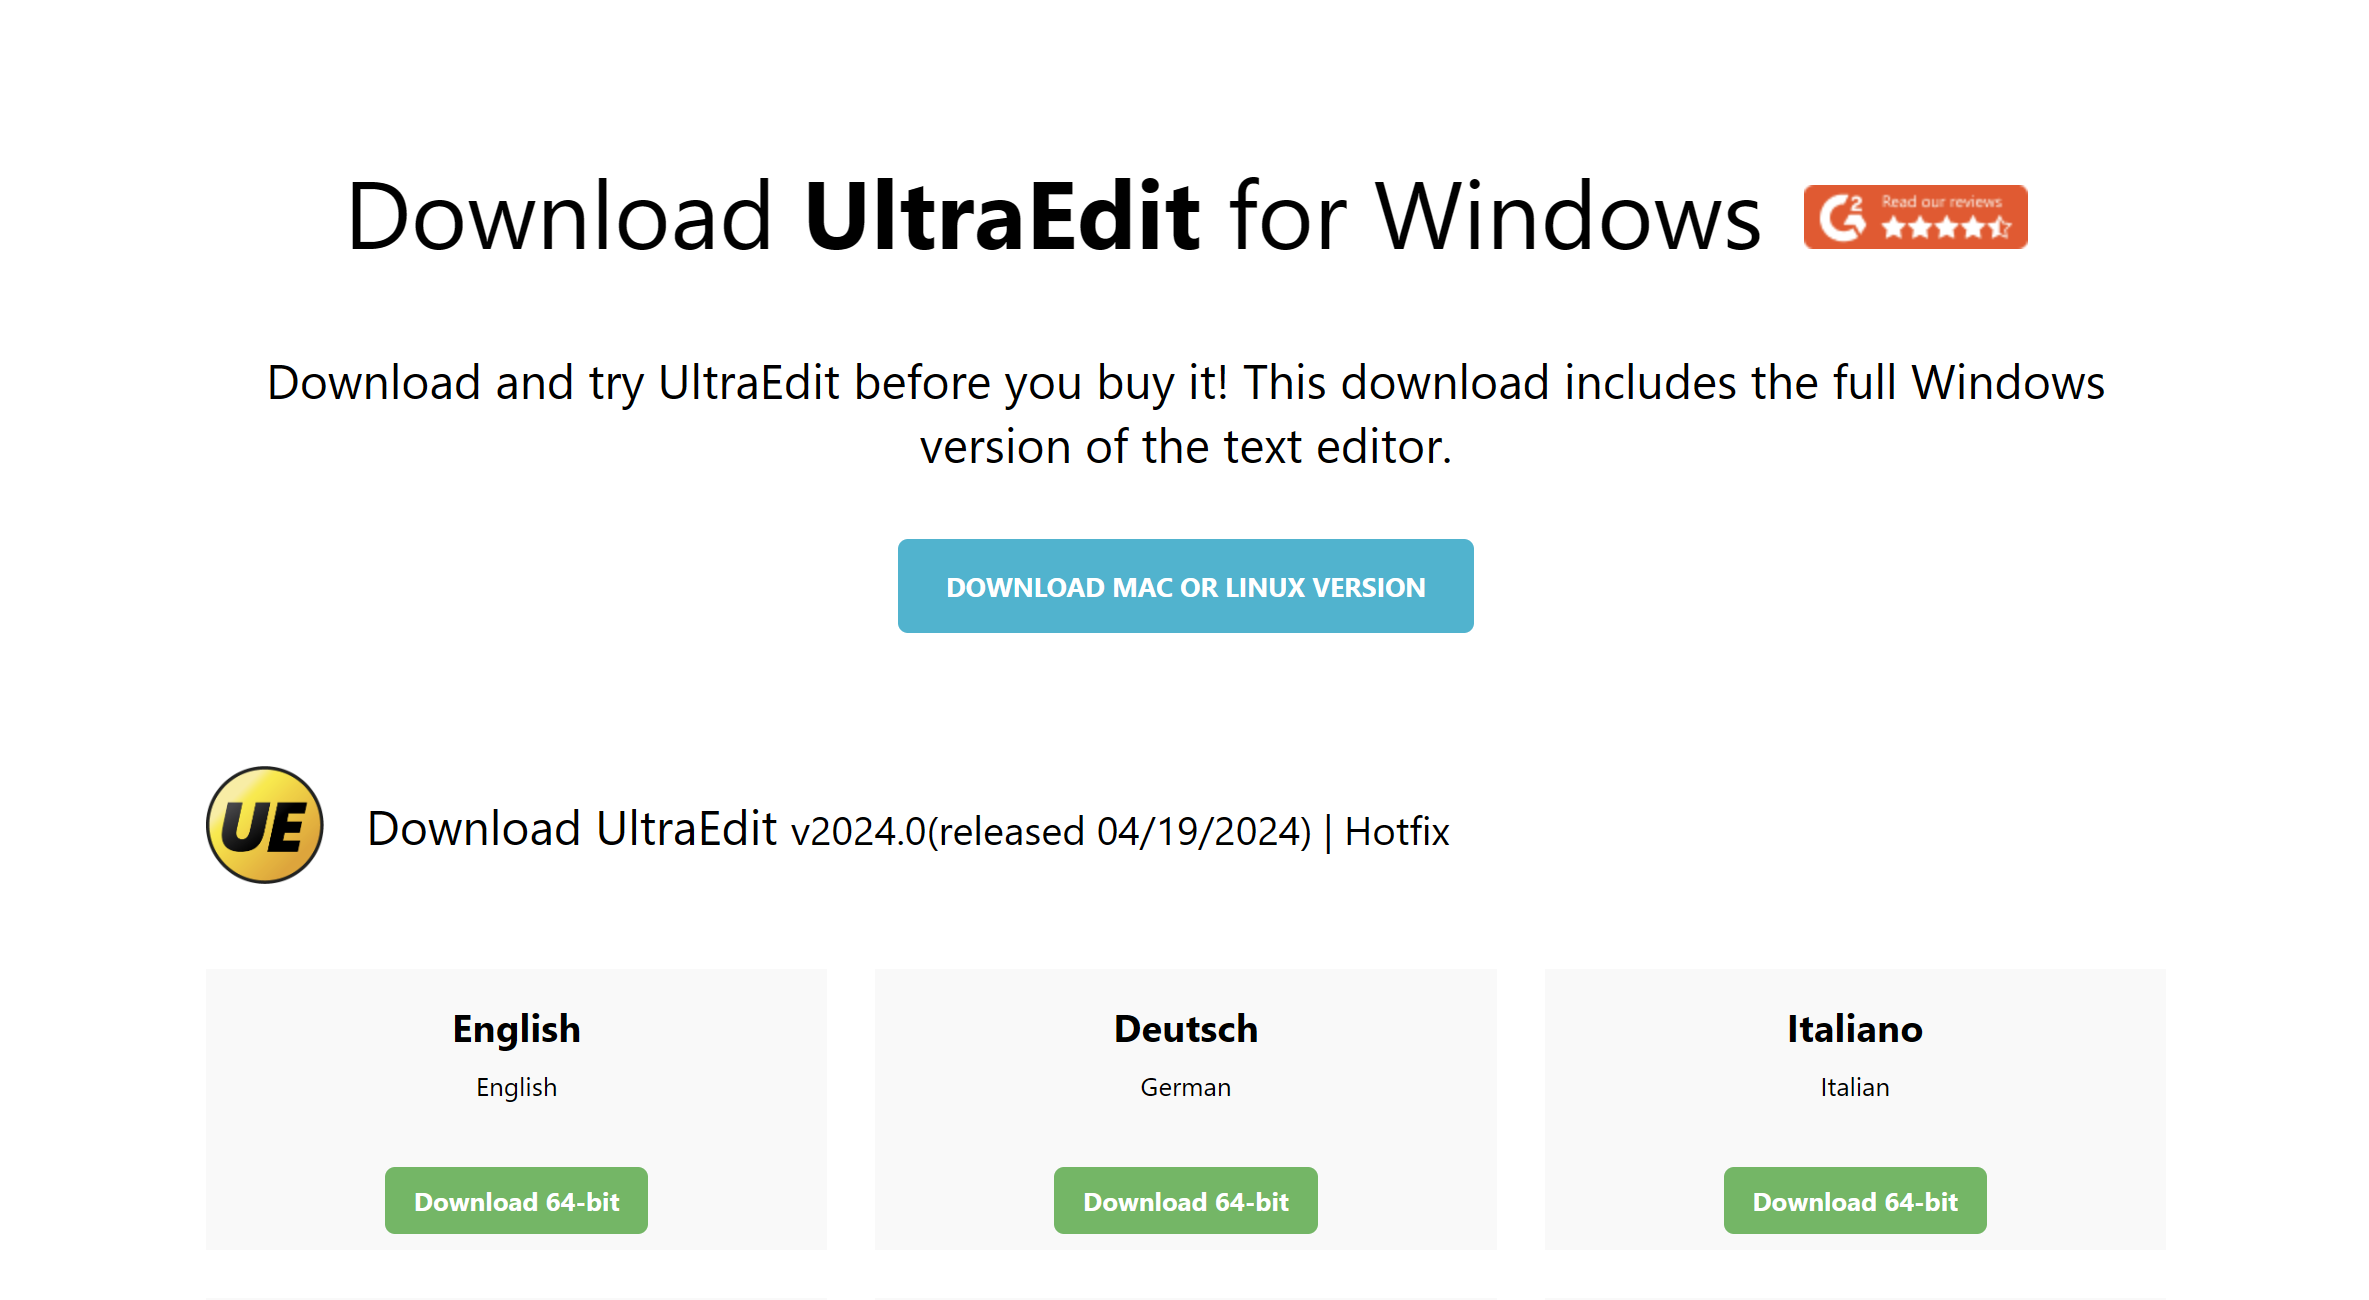 Download UltraEdit for Windows
G2 Read our reviews
Download and try UltraEdit before you buy it! This download includes the full Windows
version of the text editor.
DOWNLOAD MAC OR LINUX VERSION
UE
Download UltraEdit v2024.0(released 04/19/2024) | Hotfix
English
English
Download 64-bit
Deutsch
German
Download 64-bit
Italiano
Italian
Download 64-bit